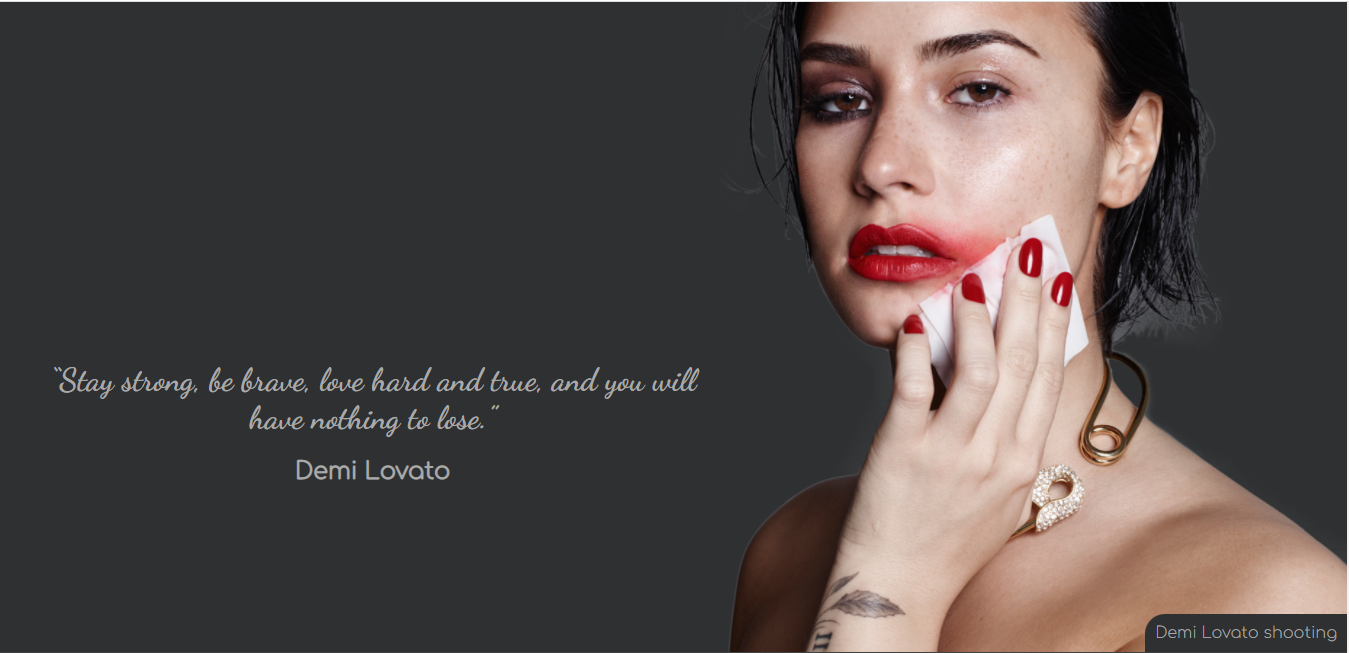 “Stay strong, be brave, love hard and true, and you will
have nothing to lose.”
Demi Lovato
Demi Lovato shooting